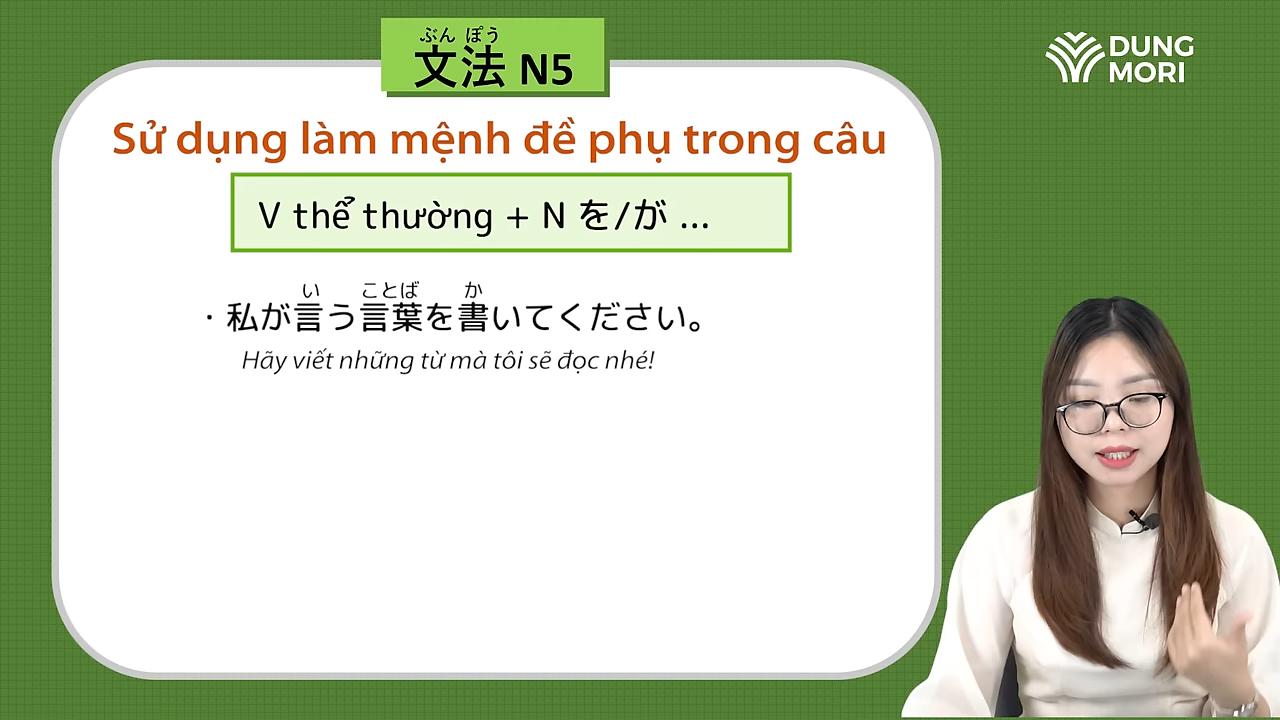 ぶん ぽう
文法 N5
DUNG
MORI
Sử dụng làm mệnh đề phụ trong câu
V thể thường + N を/が ...
い ことば か
・私が言う言葉を書いてください。
Hãy viết những từ mà tôi sẽ đọc nhé!